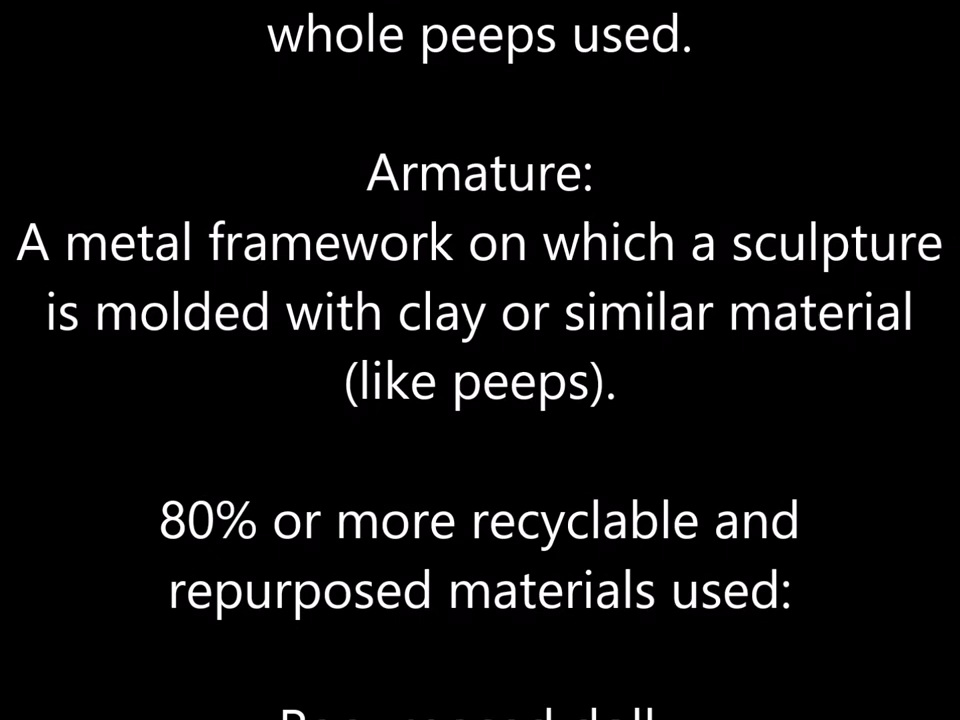 whole peeps used.
Armature:
A metal framework on which a sculpture
is molded with clay or similar material
(like peeps).
80% or more recyclable and
repurposed materials used: